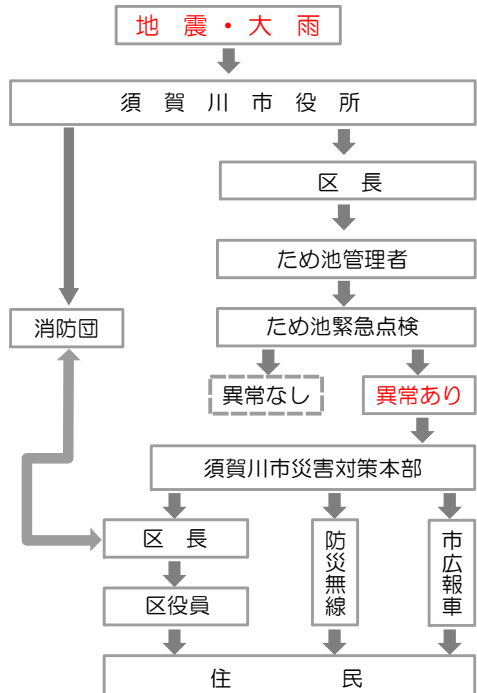 地　震・大　雨
須　賀　川　市　役　所
区　長
ため池管理者
消防団
ため池緊急点検
異常なし
異常あり
須賀川市災害対策本部
区　長
防災無線
市広報車
区役員
住　　　　民